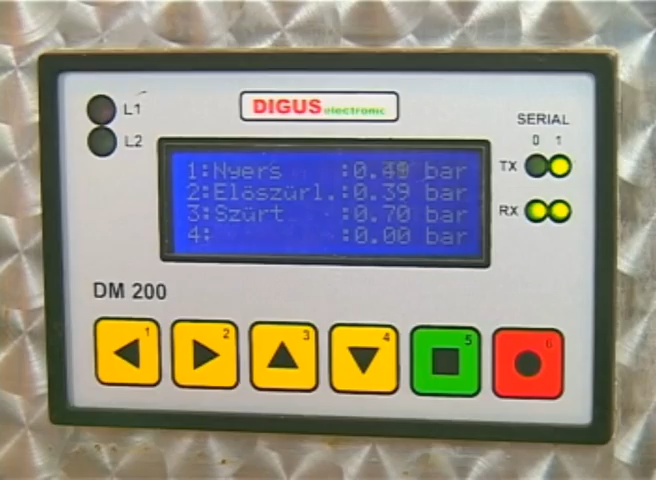 L1
L2
DIGUS electronic
SERIAL
0 1
TX
RX
1:Nyers :0.49 bar
2:Előszűrl.:0.39 bar
3:Szűrt :0.70 bar
4: :0.00 bar
DM 200
1 2 3 4 5 6